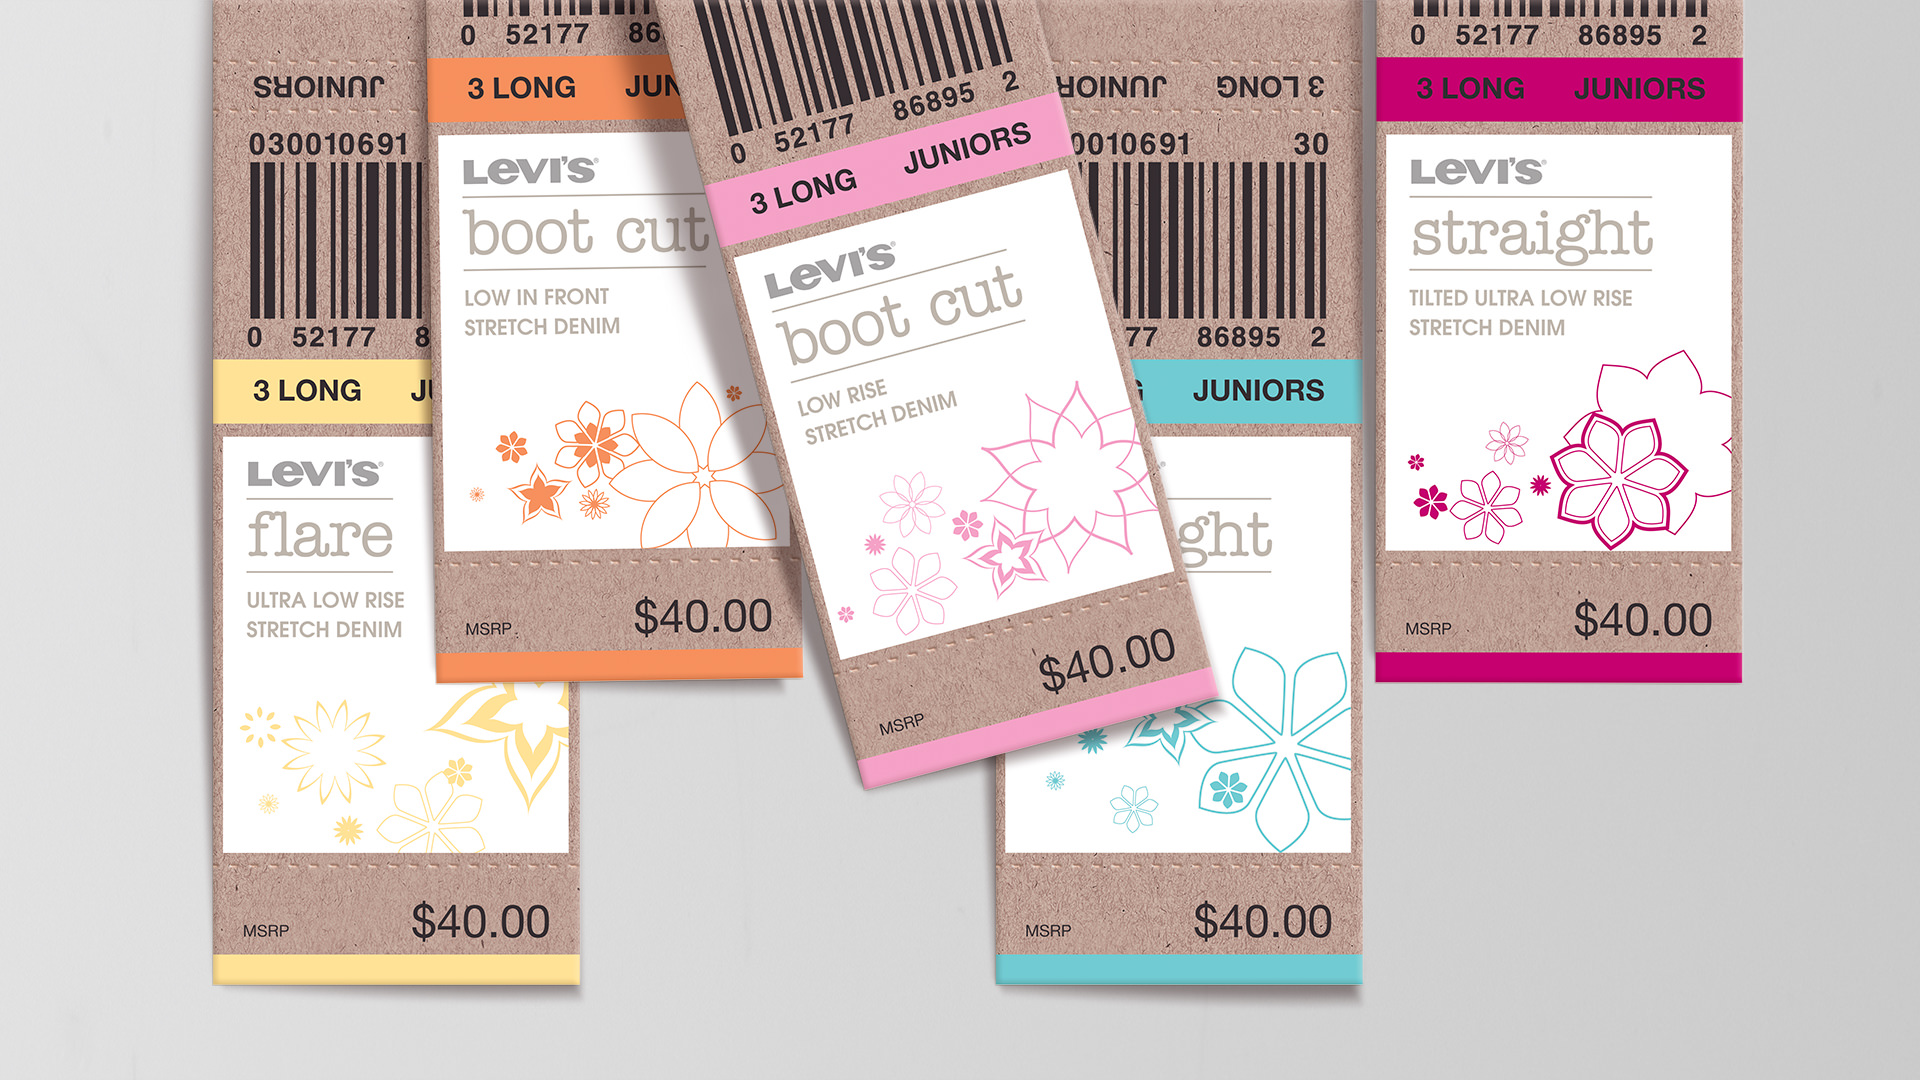 JUNIORS
030010691
0 52177 8
3 LONG
Levi's
flare
ULTRA LOW RISE
STRETCH DENIM
MSRP $40.00
0 52177 86
3 LONG
Levi's
boot cut
LOW IN FRONT
STRETCH DENIM
MSRP $40.00
0 52177 86895 2
3 LONG JUNIORS
Levi's
boot cut
LOW RISE
STRETCH DENIM
MSRP $40.00
3 LONG JUNIORS
0010691 30
77 86895 2
JUNIORS
ght
MSRP $40.00
0 52177 86895 2
3 LONG JUNIORS
Levi's
straight
TILTED ULTRA LOW RISE
STRETCH DENIM
MSRP $40.00